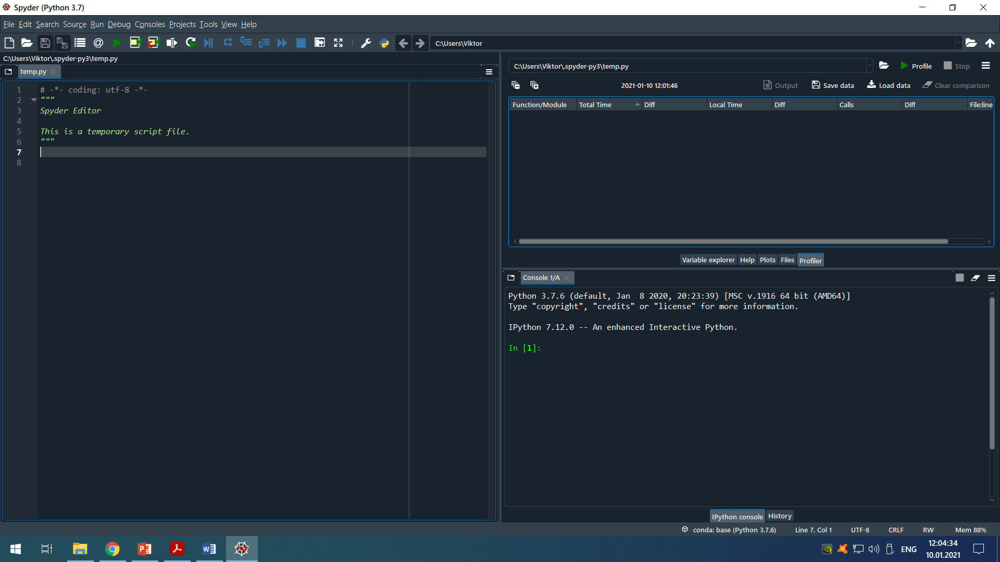 Spyder (Python 3.7)
File Edit Search Source Run Debug Consoles Projects Tools View Help
C:\Users\Viktor
C:\Users\Viktor\.spyder-py3\temp.py
temp.py
1 # -*- coding: utf-8 -*-
2 """
3 Spyder Editor
4
5 This is a temporary script file.
6 """
7
8
C:\Users\Viktor\.spyder-py3\temp.py Profile Stop
2021-01-10 12:01:46 Output Save data Load data Clear comparison
Function/Module Total Time Diff Local Time Diff Calls Diff File:line
Variable explorer Help Plots Files Profiler
Console 1/A
Python 3.7.6 (default, Jan  8 2020, 20:23:39) [MSC v.1916 64 bit (AMD64)]
Type "copyright", "credits" or "license" for more information.
IPython 7.12.0 -- An enhanced Interactive Python.
In [1]:
IPython console History
conda: base (Python 3.7.6) Line 7, Col 1 UTF-8 CRLF RW Mem 88%
ENG
12:04:34
10.01.2021